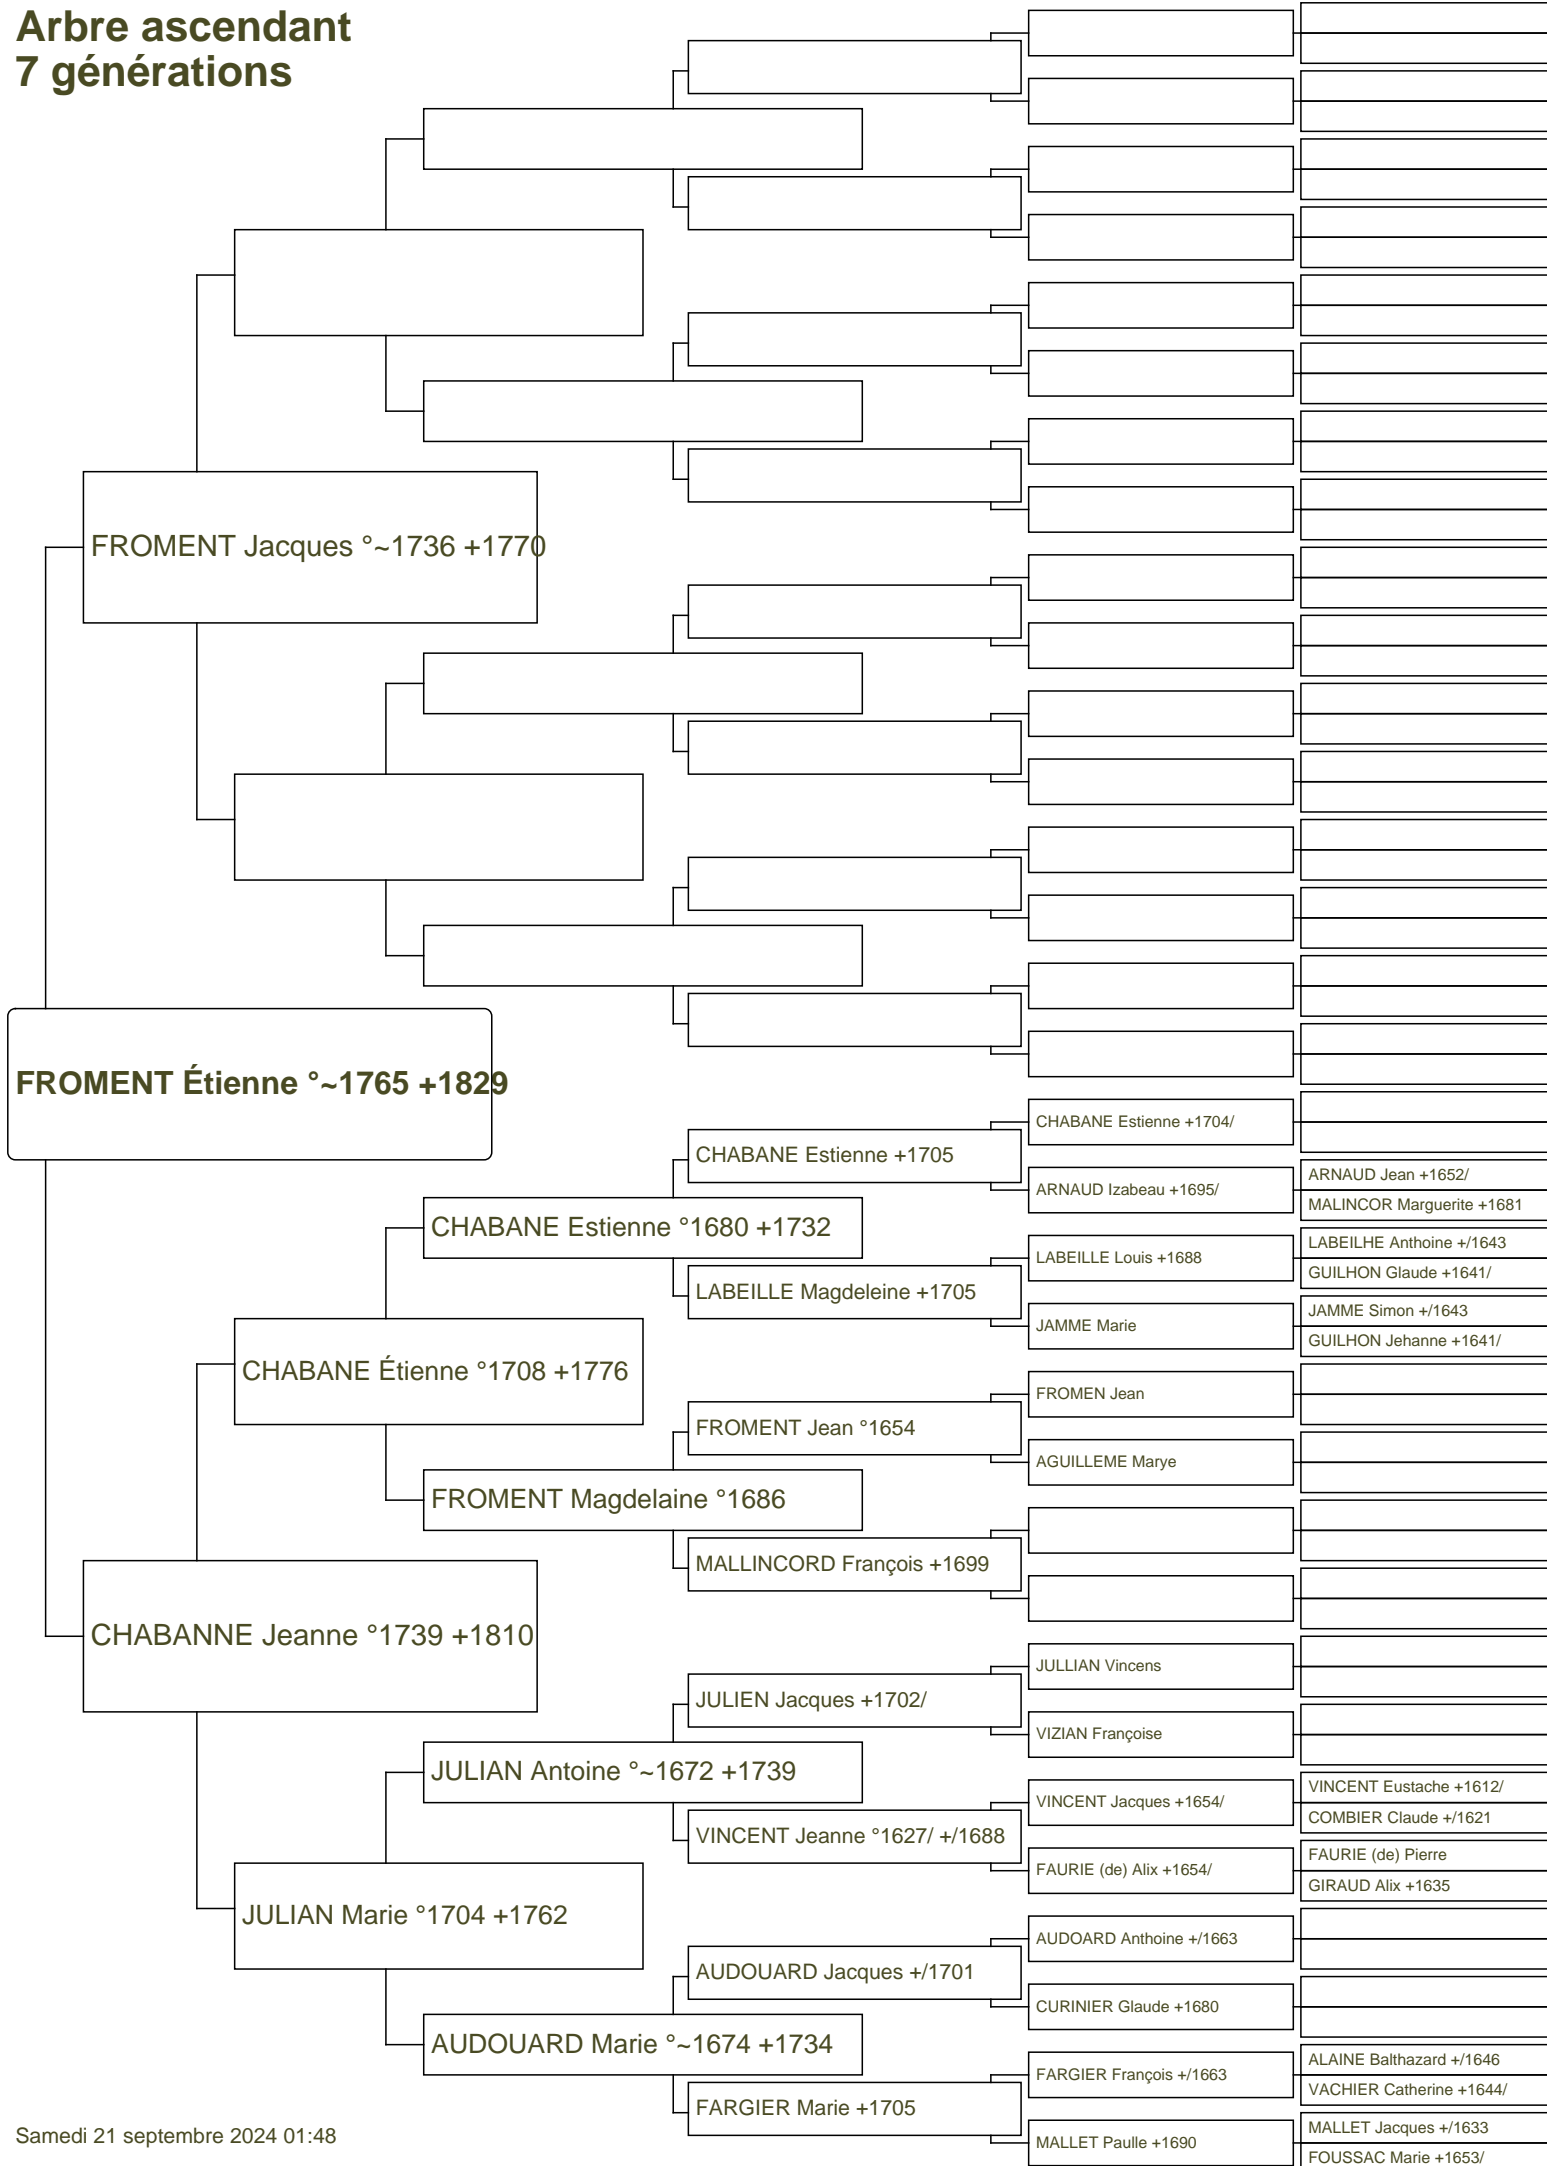 Arbre ascendant
7 générations
FROMENT Jacques °~1736 +1770
FROMENT Étienne °~1765 +1829
CHABANE Estienne +1704/
CHABANE Estienne +1705
ARNAUD Jean +1652/
ARNAUD Izabeau +1695/
MALINCOR Marguerite +1681
CHABANE Estienne °1680 +1732
LABEILHE Anthoine +/1643
LABEILLE Louis +1688
GUILHON Glaude +1641/
LABEILLE Magdeleine +1705
JAMME Simon +/1643
JAMME Marie
GUILHON Jehanne +1641/
CHABANE Étienne °1708 +1776
FROMEN Jean
FROMENT Jean °1654
AGUILLEME Marye
FROMENT Magdelaine °1686
MALLINCORD François +1699
CHABANNE Jeanne °1739 +1810
JULLIAN Vincens
JULIEN Jacques +1702/
VIZIAN Françoise
JULIAN Antoine °~1672 +1739
VINCENT Eustache +1612/
VINCENT Jacques +1654/
COMBIER Claude +/1621
VINCENT Jeanne °1627/ +/1688
FAURIE (de) Pierre
FAURIE (de) Alix +1654/
GIRAUD Alix +1635
JULIAN Marie °1704 +1762
AUDOARD Anthoine +/1663
AUDOUARD Jacques +/1701
CURINIER Glaude +1680
AUDOUARD Marie °~1674 +1734
ALAINE Balthazard +/1646
FARGIER François +/1663
VACHIER Catherine +1644/
FARGIER Marie +1705
MALLET Jacques +/1633
MALLET Paulle +1690
FOUSSAC Marie +1653/
Samedi 21 septembre 2024 01:48